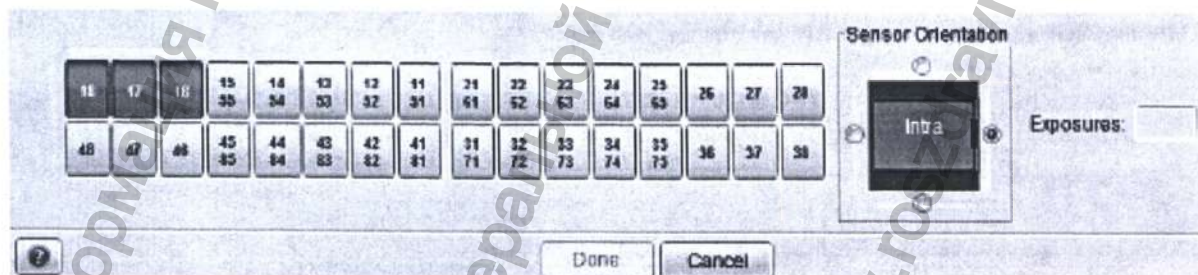 Sensor Orientation
18 17 16 15 14 13 12 11 21 22 23 24 25 26 27 28
55 54 53 52 51 61 62 63 64 65
48 47 46 45 44 43 42 41 31 32 33 34 35 36 37 38
85 84 83 82 81 71 72 73 74 75
Intra
Exposures:
?
Done Cancel
ормация
еральной